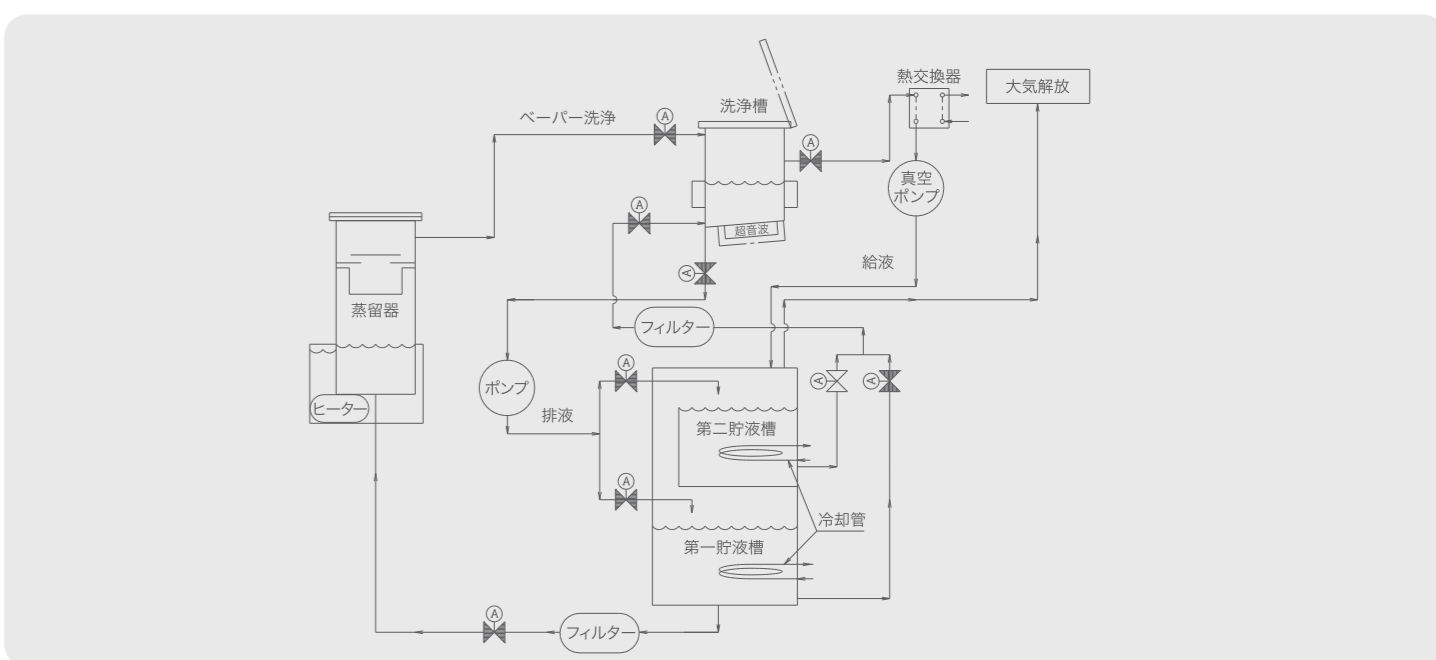 熱交換器
大気解放
洗浄槽
ベーパー洗浄
A
A
真空
ポンプ
A
超音波
A
給液
蒸留器
フィルター
A
A
A
ポンプ
ヒーター
排液
第二貯液槽
A
冷却管
第一貯液槽
A
フィルター